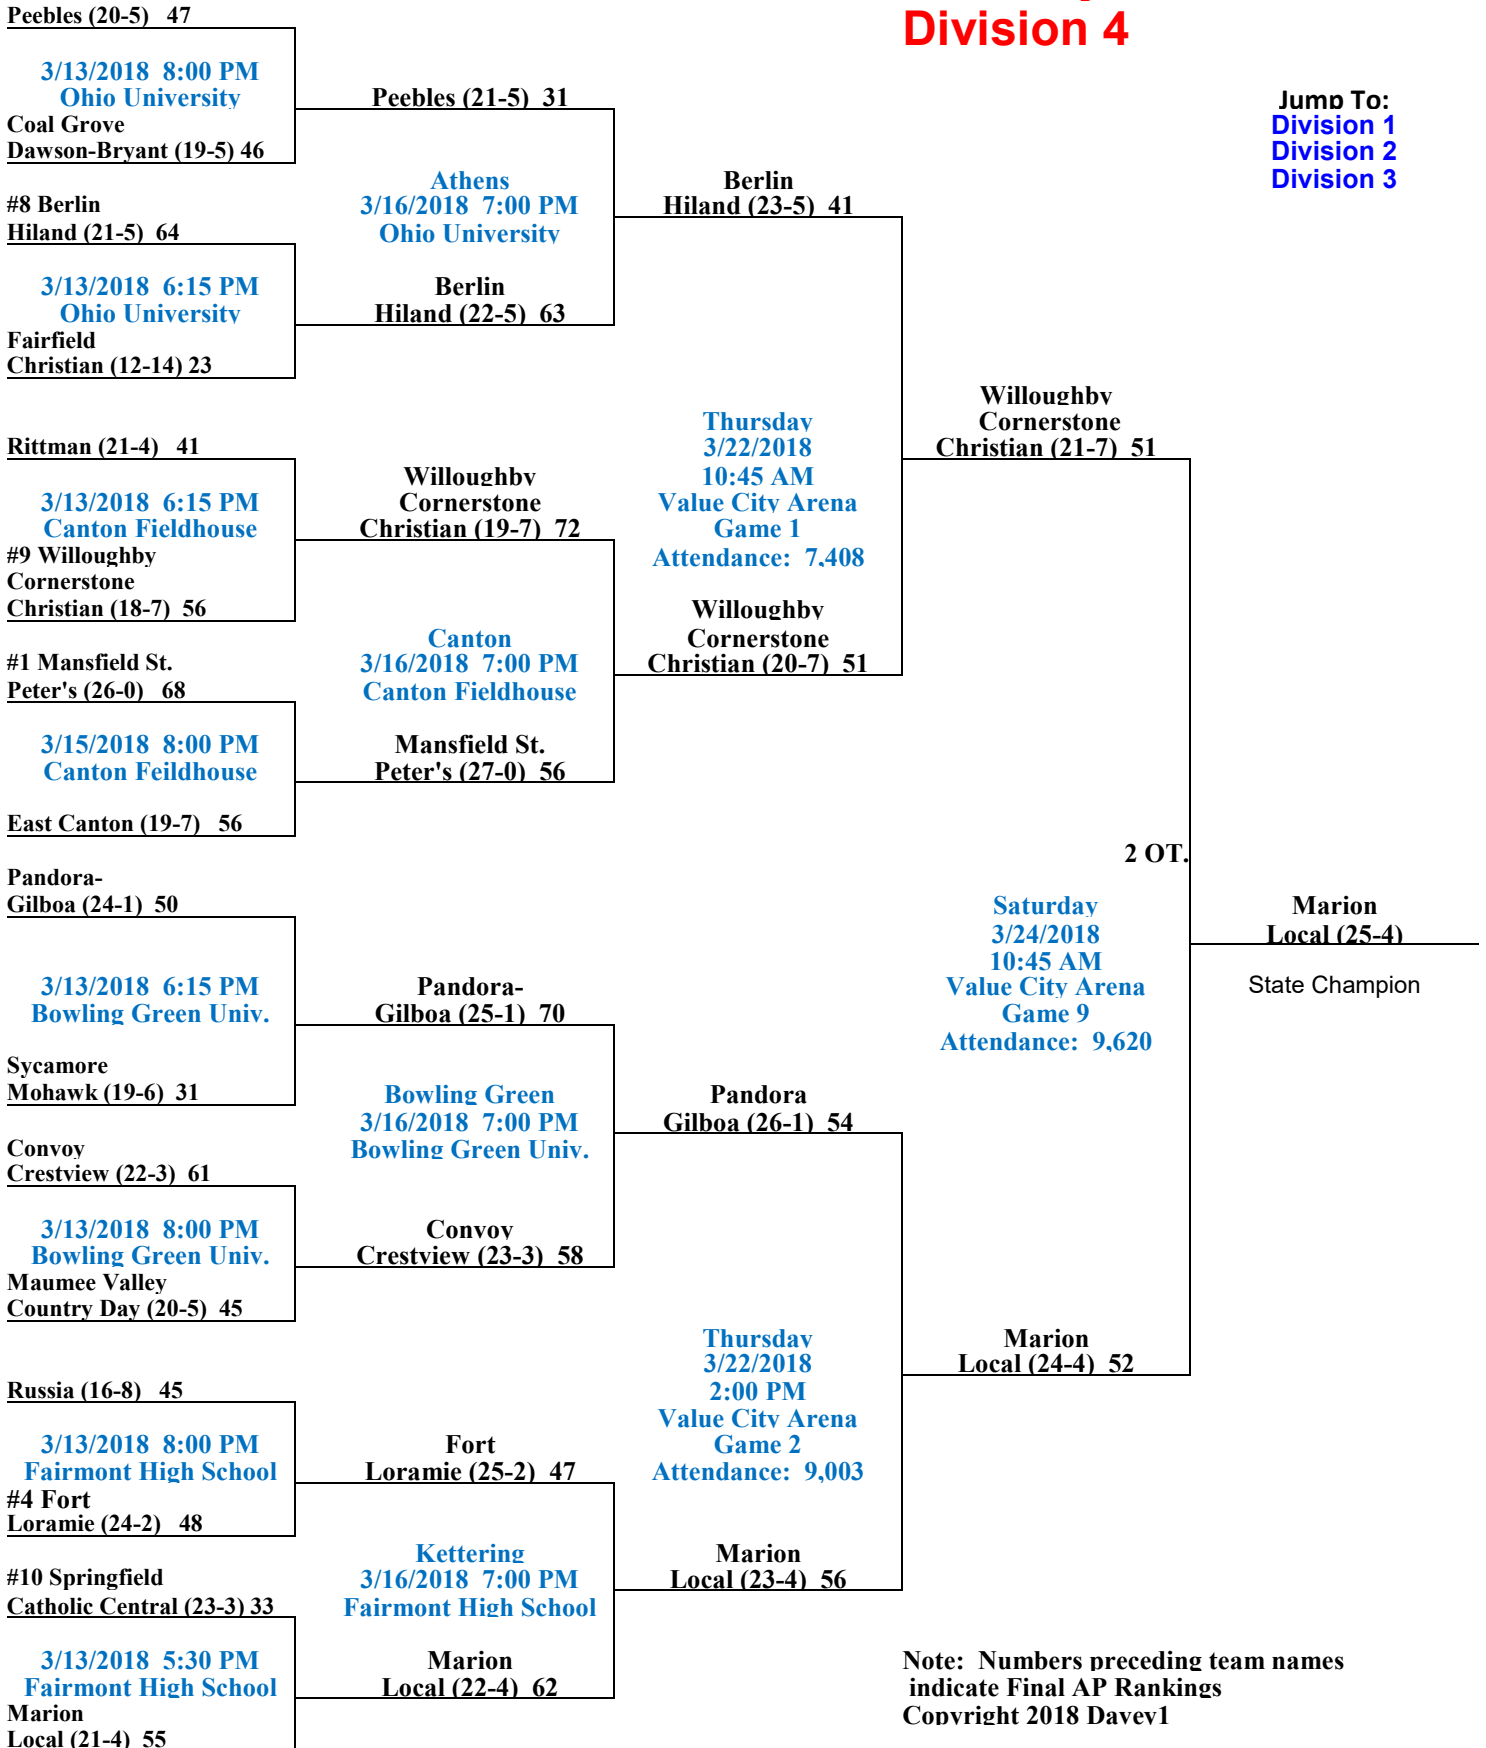 Division 4
Jump To:
Division 1
Division 2
Division 3
Peebles (20-5) 47
3/13/2018 8:00 PM
Ohio University
Coal Grove
Dawson-Bryant (19-5) 46
#8 Berlin
Hiland (21-5) 64
3/13/2018 6:15 PM
Ohio University
Fairfield
Christian (12-14) 23
Rittman (21-4) 41
3/13/2018 6:15 PM
Canton Fieldhouse
#9 Willoughby
Cornerstone
Christian (18-7) 56
#1 Mansfield St.
Peter's (26-0) 68
3/15/2018 8:00 PM
Canton Feildhouse
East Canton (19-7) 56
Pandora-
Gilboa (24-1) 50
3/13/2018 6:15 PM
Bowling Green Univ.
Sycamore
Mohawk (19-6) 31
Convoy
Crestview (22-3) 61
3/13/2018 8:00 PM
Bowling Green Univ.
Maumee Valley
Country Day (20-5) 45
Russia (16-8) 45
3/13/2018 8:00 PM
Fairmont High School
#4 Fort
Loramie (24-2) 48
#10 Springfield
Catholic Central (23-3) 33
3/13/2018 5:30 PM
Fairmont High School
Marion
Local (21-4) 55
Peebles (21-5) 31
Athens
3/16/2018 7:00 PM
Ohio University
Berlin
Hiland (22-5) 63
Willoughby
Cornerstone
Christian (19-7) 72
Canton
3/16/2018 7:00 PM
Canton Fieldhouse
Mansfield St.
Peter's (27-0) 56
Pandora-
Gilboa (25-1) 70
Bowling Green
3/16/2018 7:00 PM
Bowling Green Univ.
Convoy
Crestview (23-3) 58
Fort
Loramie (25-2) 47
Kettering
3/16/2018 7:00 PM
Fairmont High School
Marion
Local (22-4) 62
Berlin
Hiland (23-5) 41
Thursday
3/22/2018
10:45 AM
Value City Arena
Game 1
Attendance: 7,408
Willoughby
Cornerstone
Christian (20-7) 51
Pandora
Gilboa (26-1) 54
Thursday
3/22/2018
2:00 PM
Value City Arena
Game 2
Attendance: 9,003
Marion
Local (23-4) 56
Willoughby
Cornerstone
Christian (21-7) 51
2 OT.
Saturday
3/24/2018
10:45 AM
Value City Arena
Game 9
Attendance: 9,620
Marion
Local (24-4) 52
Marion
Local (25-4)
State Champion
Note: Numbers preceding team names
indicate Final AP Rankings
Copyright 2018 Davey1